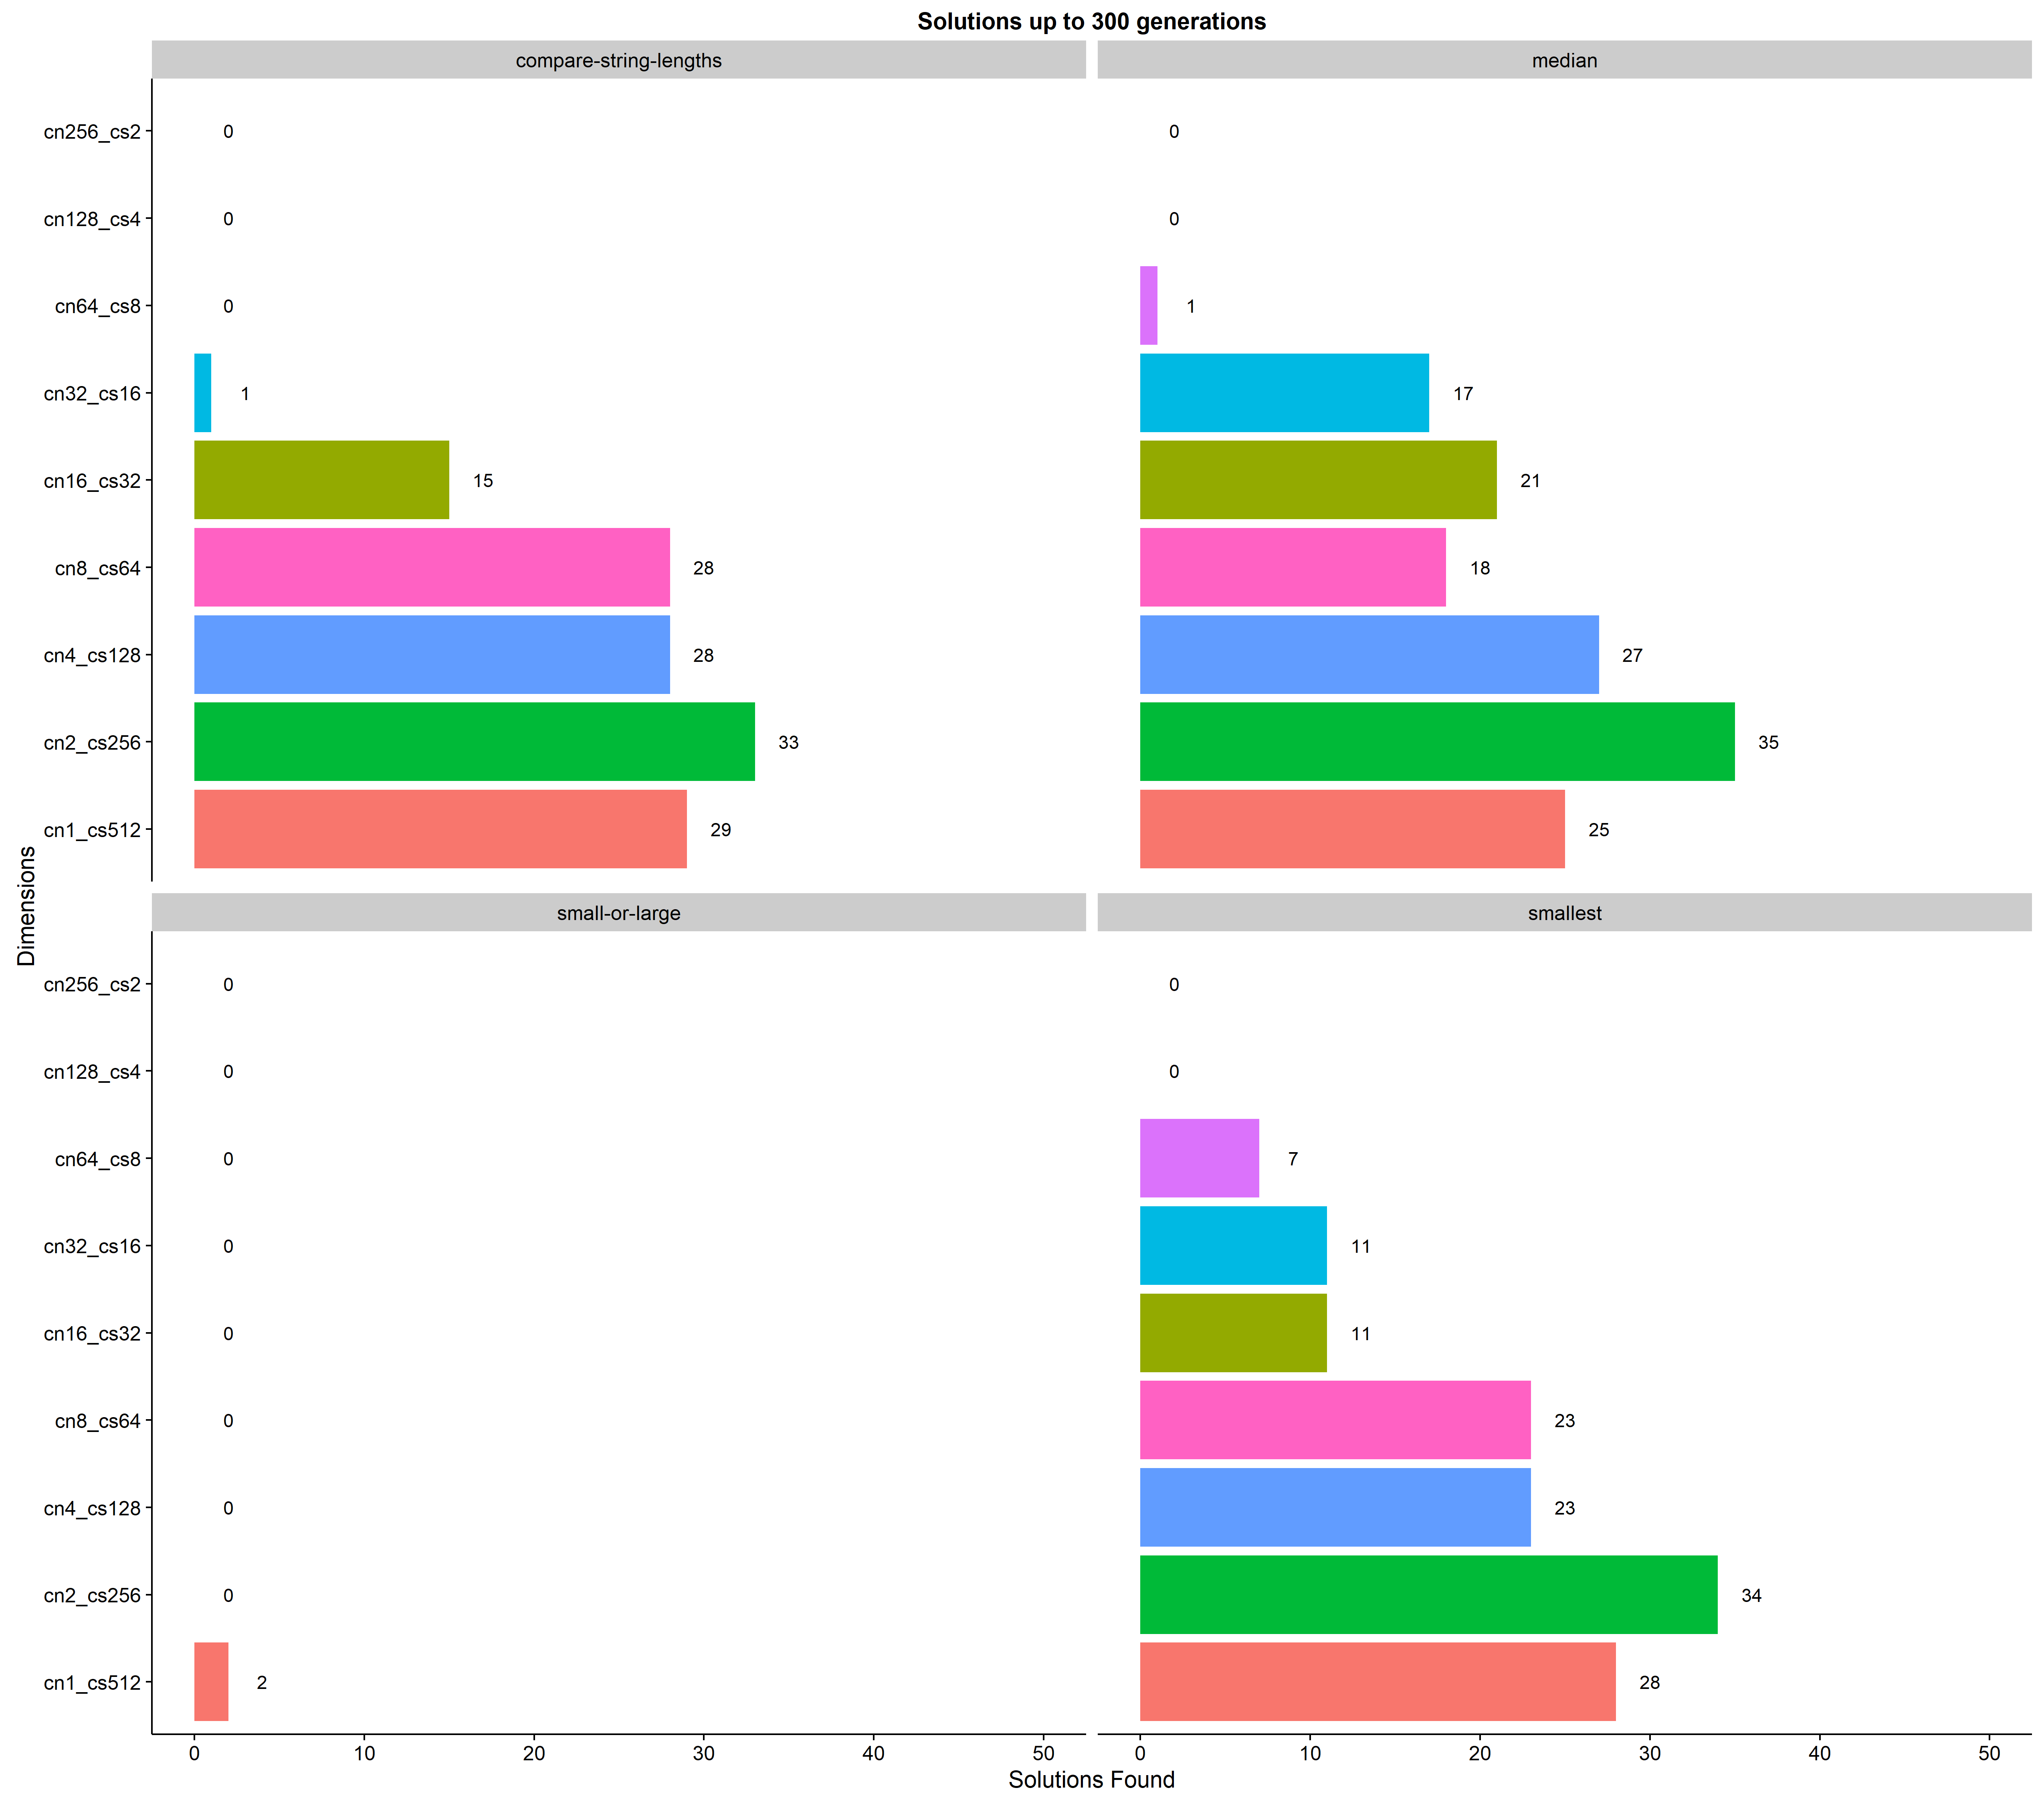 Solutions up to 300 generations
compare-string-lengths
cn256_cs2 0
cn128_cs4 0
cn64_cs8 0
cn32_cs16 1
cn16_cs32 15
cn8_cs64 28
cn4_cs128 28
cn2_cs256 33
cn1_cs512 29
median
0
0
1
17
21
18
27
35
25
Dimensions
small-or-large
cn256_cs2 0
cn128_cs4 0
cn64_cs8 0
cn32_cs16 0
cn16_cs32 0
cn8_cs64 0
cn4_cs128 0
cn2_cs256 0
cn1_cs512 2
0 10 20 30 40 50
smallest
0
0
7
11
11
23
23
34
28
0 10 20 30 40 50
Solutions Found